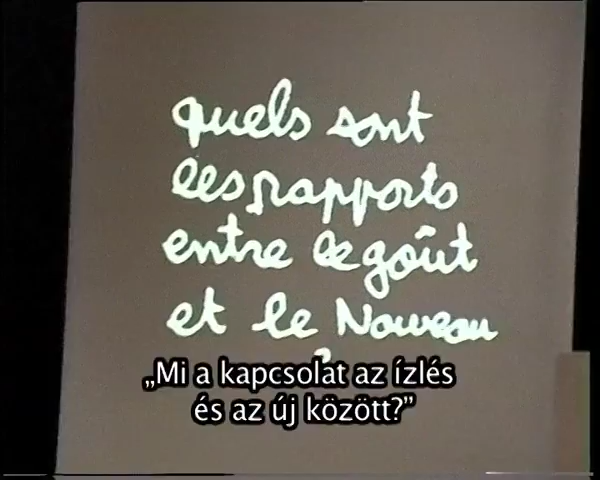 quels sont
les rapports
entre le goût
et le Nouveau
?
„Mi a kapcsolat az ízlés
és az új között?”